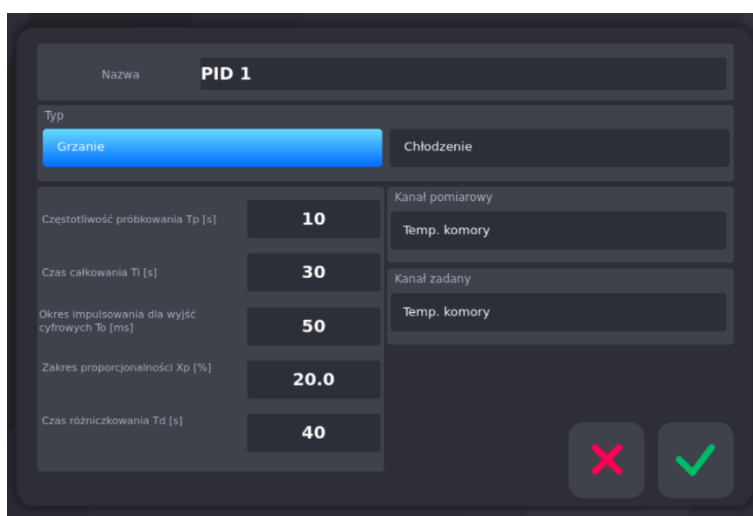 Nazwa
PID 1
Typ
Grzanie
Chłodzenie
Częstotliwość próbkowania Tp [s]
10
Czas całkowania Ti [s]
30
Okres impulsowania dla wyjść
cyfrowych To [ms]
50
Zakres proporcjonalności Xp [%]
20.0
Czas różniczkowania Td [s]
40
Kanał pomiarowy
Temp. komory
Kanał zadany
Temp. komory